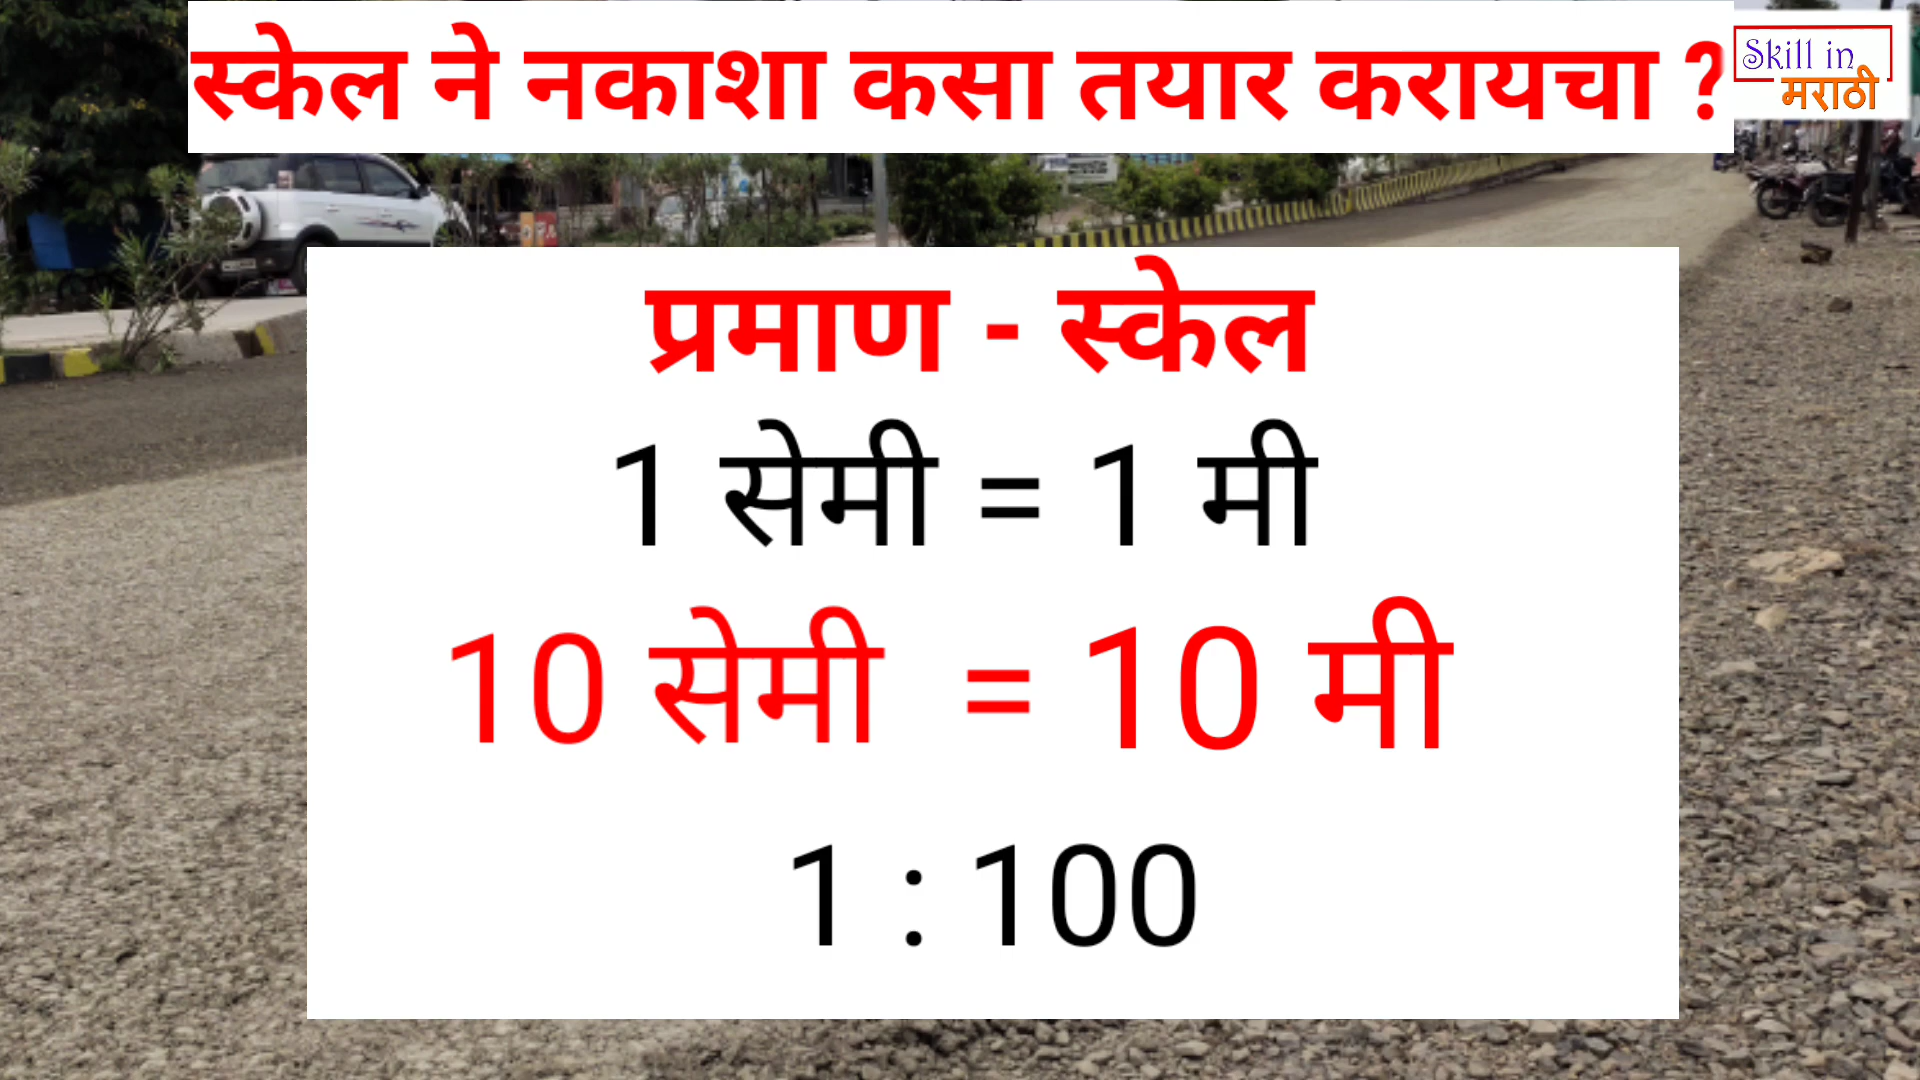 स्केल ने नकाशा कसा तयार करायचा ?
Skill in
मराठी
प्रमाण - स्केल
1 सेमी = 1 मी
10 सेमी = 10 मी
1 : 100